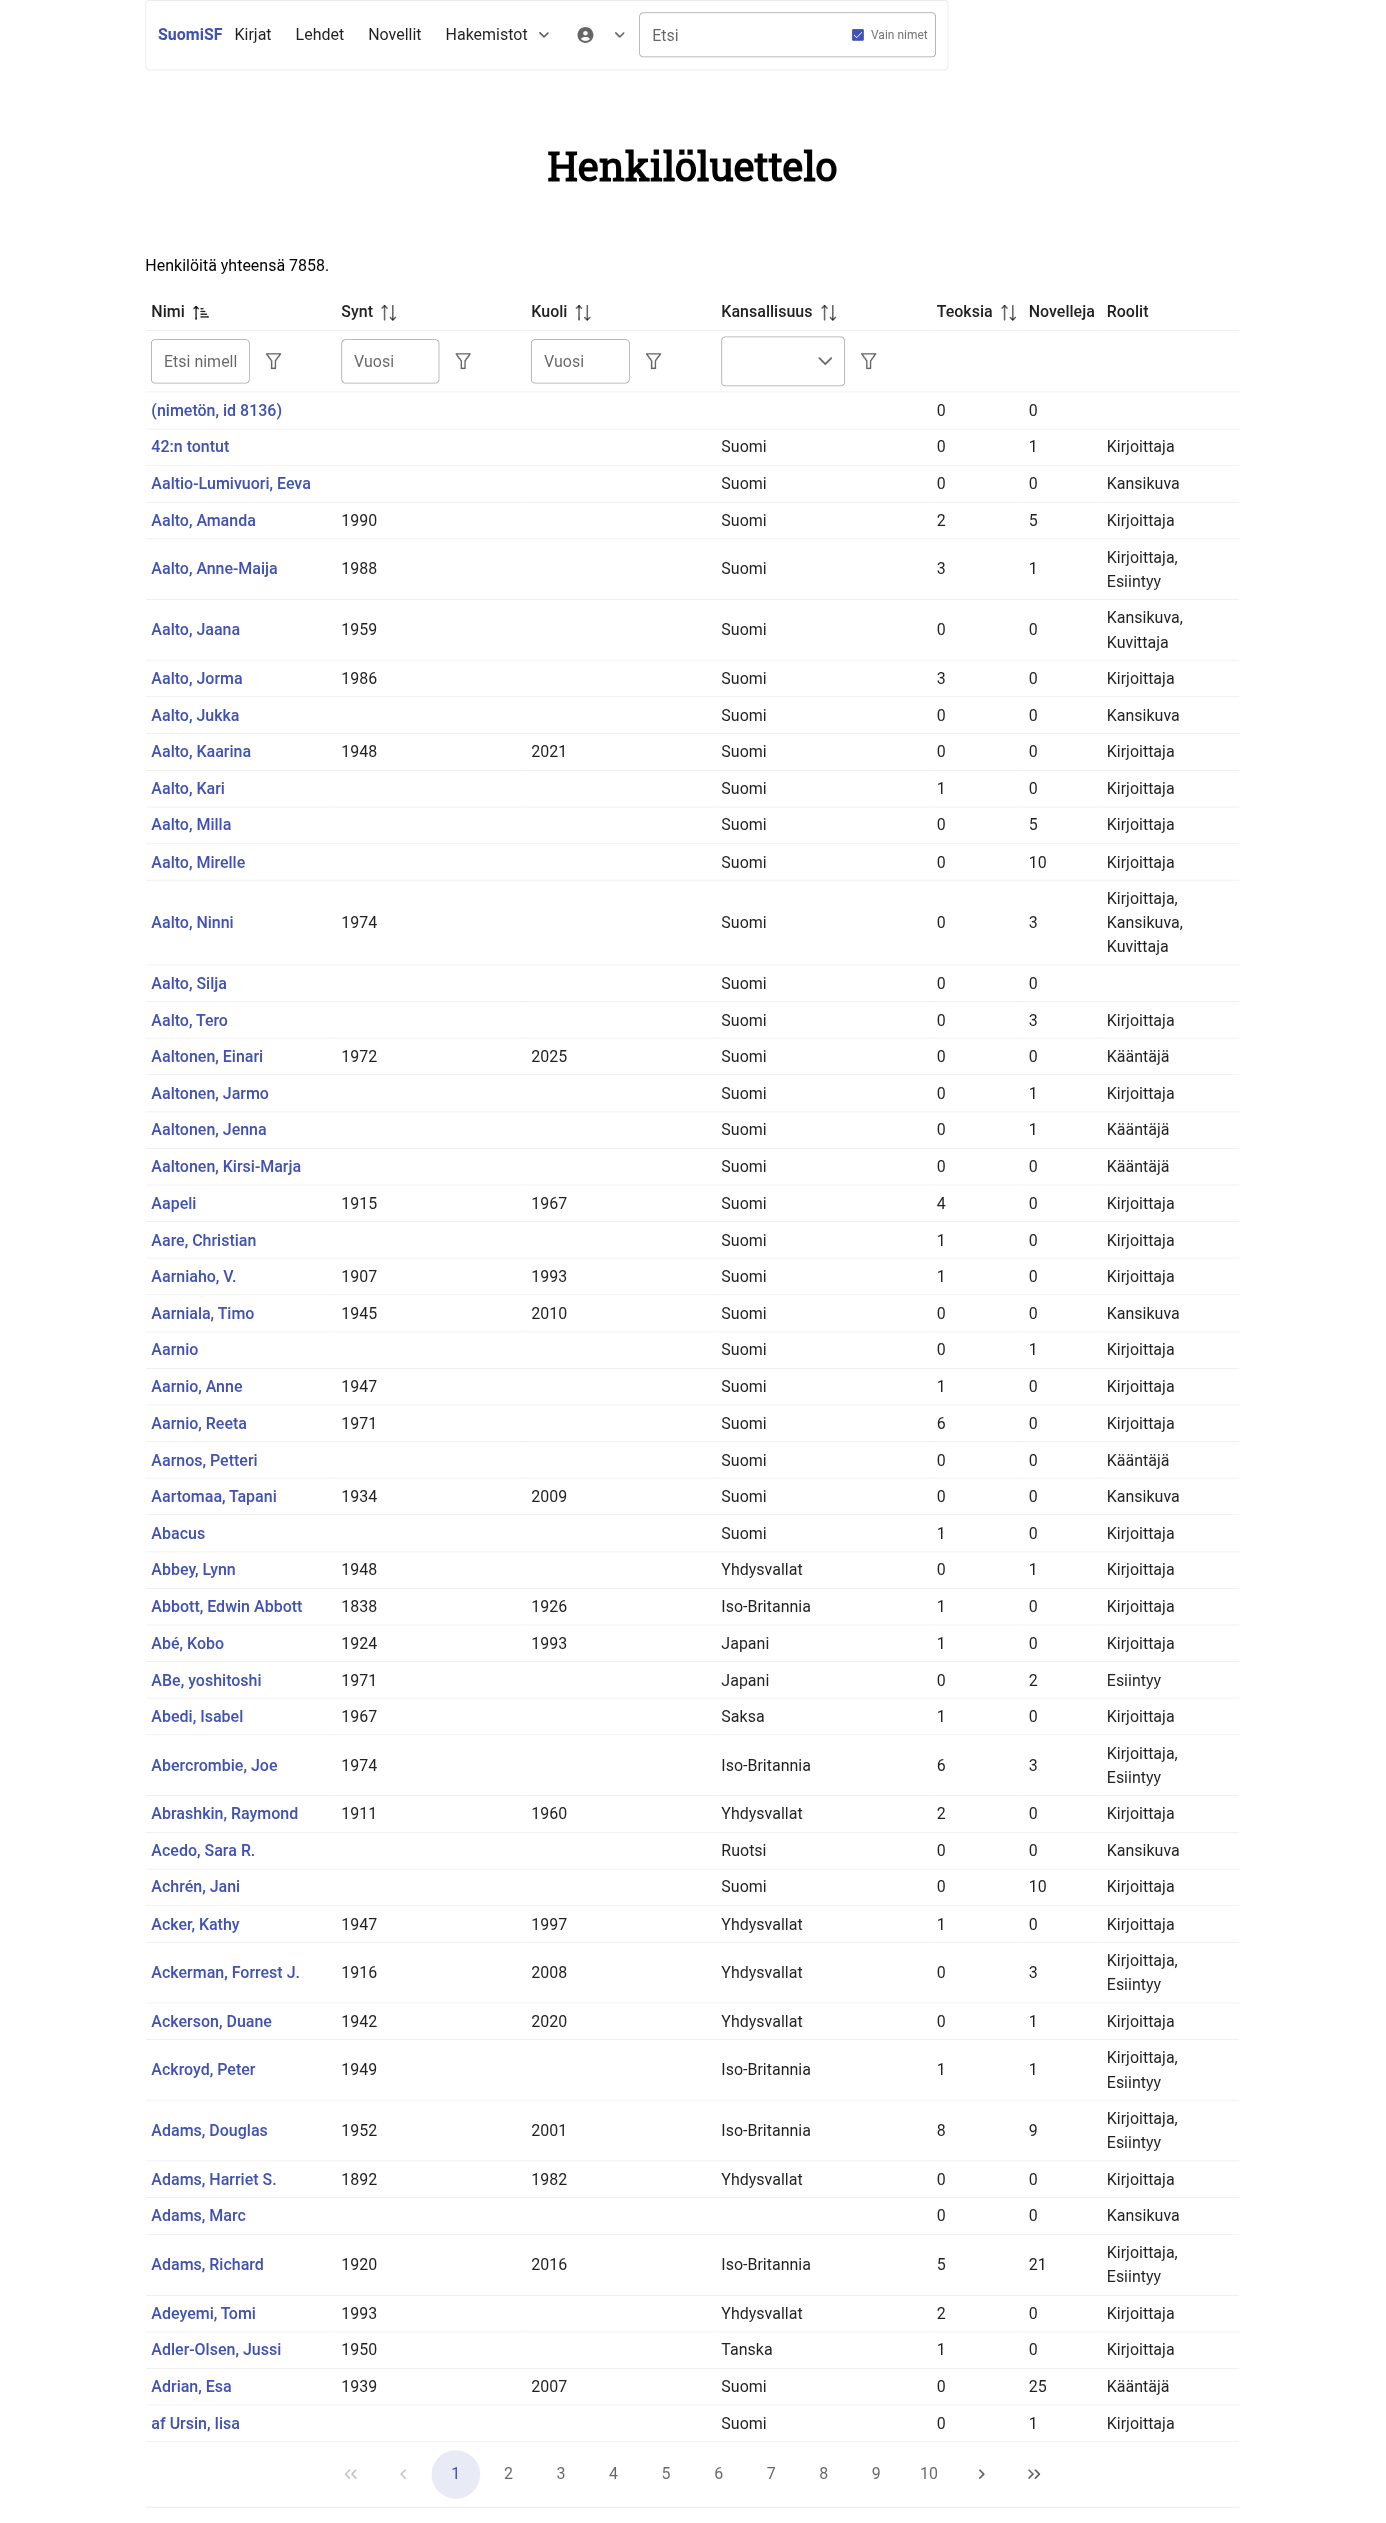 SuomiSF Kirjat Lehdet Novellit Hakemistot Etsi Vain nimet
Henkilöluettelo
Henkilöitä yhteensä 7858.
Nimi Synt Kuoli Kansallisuus Teoksia Novelleja Roolit
Etsi nimell Vuosi Vuosi
(nimetön, id 8136) 0 0
42:n tontut Suomi 0 1 Kirjoittaja
Aaltio-Lumivuori, Eeva Suomi 0 0 Kansikuva
Aalto, Amanda 1990 Suomi 2 5 Kirjoittaja
Aalto, Anne-Maija 1988 Suomi 3 1 Kirjoittaja,
Esiintyy
Aalto, Jaana 1959 Suomi 0 0 Kansikuva,
Kuvittaja
Aalto, Jorma 1986 Suomi 3 0 Kirjoittaja
Aalto, Jukka Suomi 0 0 Kansikuva
Aalto, Kaarina 1948 2021 Suomi 0 0 Kirjoittaja
Aalto, Kari Suomi 1 0 Kirjoittaja
Aalto, Milla Suomi 0 5 Kirjoittaja
Aalto, Mirelle Suomi 0 10 Kirjoittaja
Aalto, Ninni 1974 Suomi 0 3 Kirjoittaja,
Kansikuva,
Kuvittaja
Aalto, Silja Suomi 0 0
Aalto, Tero Suomi 0 3 Kirjoittaja
Aaltonen, Einari 1972 2025 Suomi 0 0 Kääntäjä
Aaltonen, Jarmo Suomi 0 1 Kirjoittaja
Aaltonen, Jenna Suomi 0 1 Kääntäjä
Aaltonen, Kirsi-Marja Suomi 0 0 Kääntäjä
Aapeli 1915 1967 Suomi 4 0 Kirjoittaja
Aare, Christian Suomi 1 0 Kirjoittaja
Aarniaho, V. 1907 1993 Suomi 1 0 Kirjoittaja
Aarniala, Timo 1945 2010 Suomi 0 0 Kansikuva
Aarnio Suomi 0 1 Kirjoittaja
Aarnio, Anne 1947 Suomi 1 0 Kirjoittaja
Aarnio, Reeta 1971 Suomi 6 0 Kirjoittaja
Aarnos, Petteri Suomi 0 0 Kääntäjä
Aartomaa, Tapani 1934 2009 Suomi 0 0 Kansikuva
Abacus Suomi 1 0 Kirjoittaja
Abbey, Lynn 1948 Yhdysvallat 0 1 Kirjoittaja
Abbott, Edwin Abbott 1838 1926 Iso-Britannia 1 0 Kirjoittaja
Abé, Kobo 1924 1993 Japani 1 0 Kirjoittaja
ABe, yoshitoshi 1971 Japani 0 2 Esiintyy
Abedi, Isabel 1967 Saksa 1 0 Kirjoittaja
Abercrombie, Joe 1974 Iso-Britannia 6 3 Kirjoittaja,
Esiintyy
Abrashkin, Raymond 1911 1960 Yhdysvallat 2 0 Kirjoittaja
Acedo, Sara R. Ruotsi 0 0 Kansikuva
Achrén, Jani Suomi 0 10 Kirjoittaja
Acker, Kathy 1947 1997 Yhdysvallat 1 0 Kirjoittaja
Ackerman, Forrest J. 1916 2008 Yhdysvallat 0 3 Kirjoittaja,
Esiintyy
Ackerson, Duane 1942 2020 Yhdysvallat 0 1 Kirjoittaja
Ackroyd, Peter 1949 Iso-Britannia 1 1 Kirjoittaja,
Esiintyy
Adams, Douglas 1952 2001 Iso-Britannia 8 9 Kirjoittaja,
Esiintyy
Adams, Harriet S. 1892 1982 Yhdysvallat 0 0 Kirjoittaja
Adams, Marc 0 0 Kansikuva
Adams, Richard 1920 2016 Iso-Britannia 5 21 Kirjoittaja,
Esiintyy
Adeyemi, Tomi 1993 Yhdysvallat 2 0 Kirjoittaja
Adler-Olsen, Jussi 1950 Tanska 1 0 Kirjoittaja
Adrian, Esa 1939 2007 Suomi 0 25 Kääntäjä
af Ursin, Iisa Suomi 0 1 Kirjoittaja
1 2 3 4 5 6 7 8 9 10